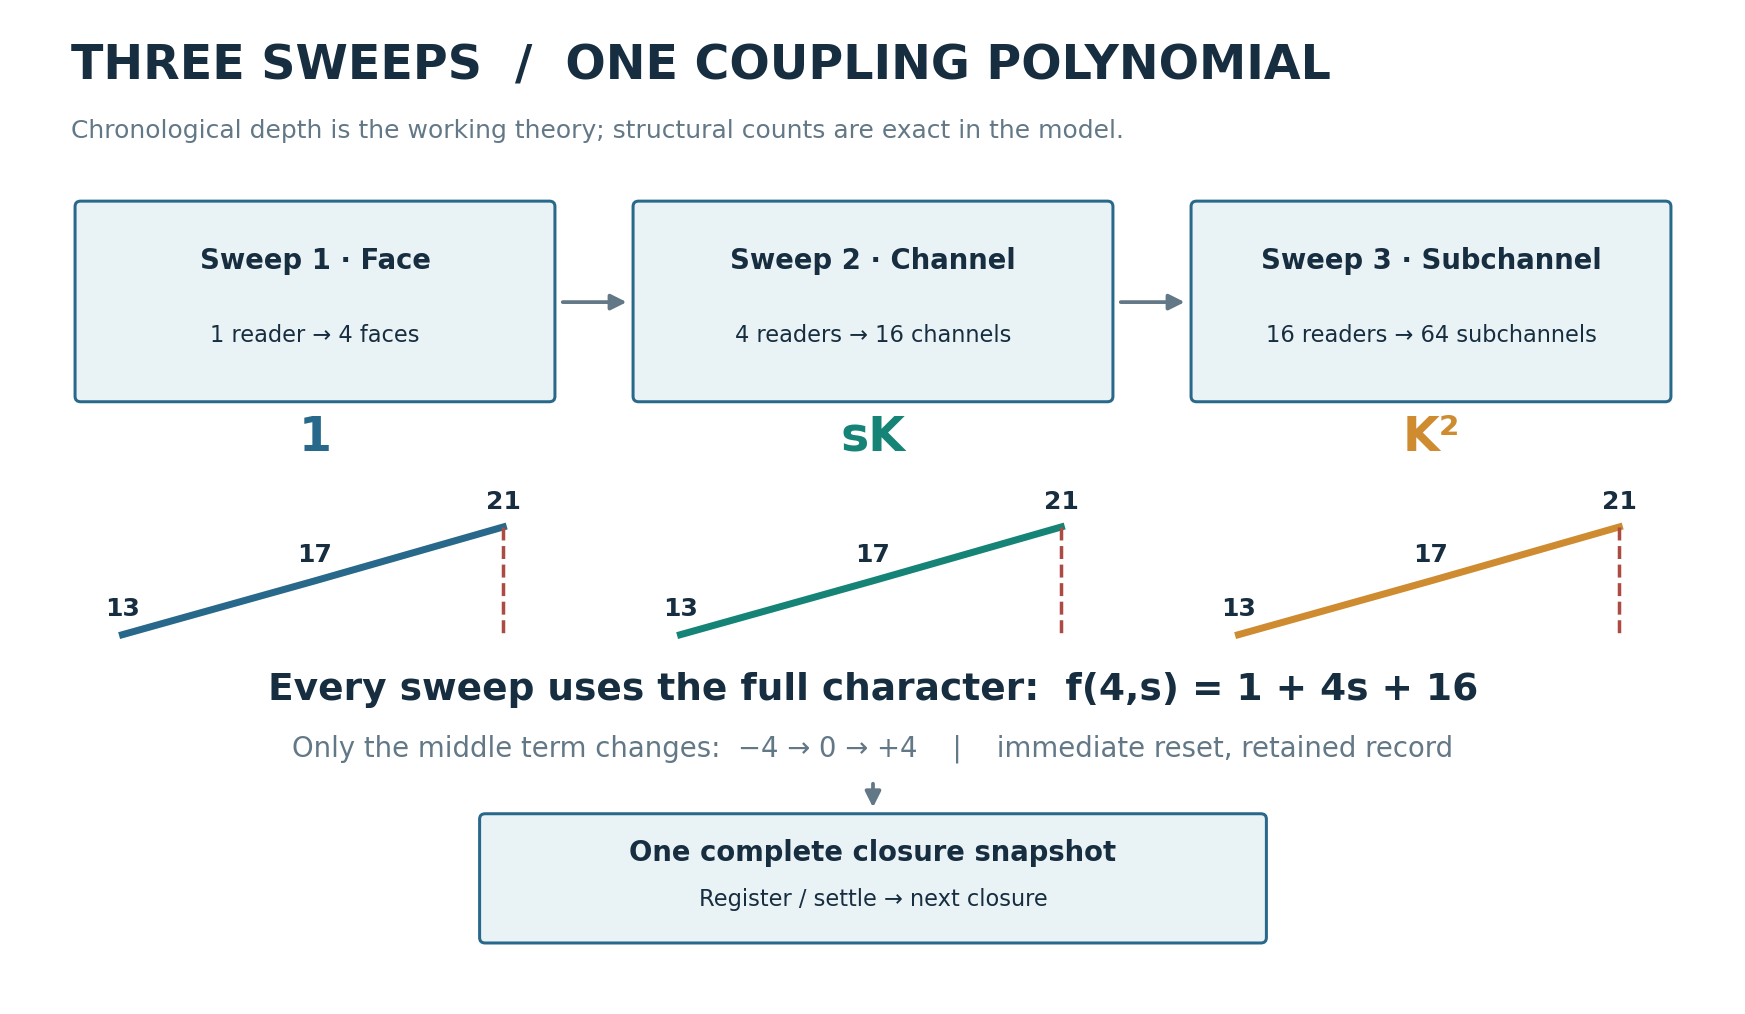 THREE SWEEPS / ONE COUPLING POLYNOMIAL
Chronological depth is the working theory; structural counts are exact in the model.
Sweep 1 · Face
1 reader → 4 faces
Sweep 2 · Channel
4 readers → 16 channels
Sweep 3 · Subchannel
16 readers → 64 subchannels
1
sK
K²
13
17
21
13
17
21
13
17
21
Every sweep uses the full character: f(4,s) = 1 + 4s + 16
Only the middle term changes: −4 → 0 → +4 | immediate reset, retained record
One complete closure snapshot
Register / settle → next closure